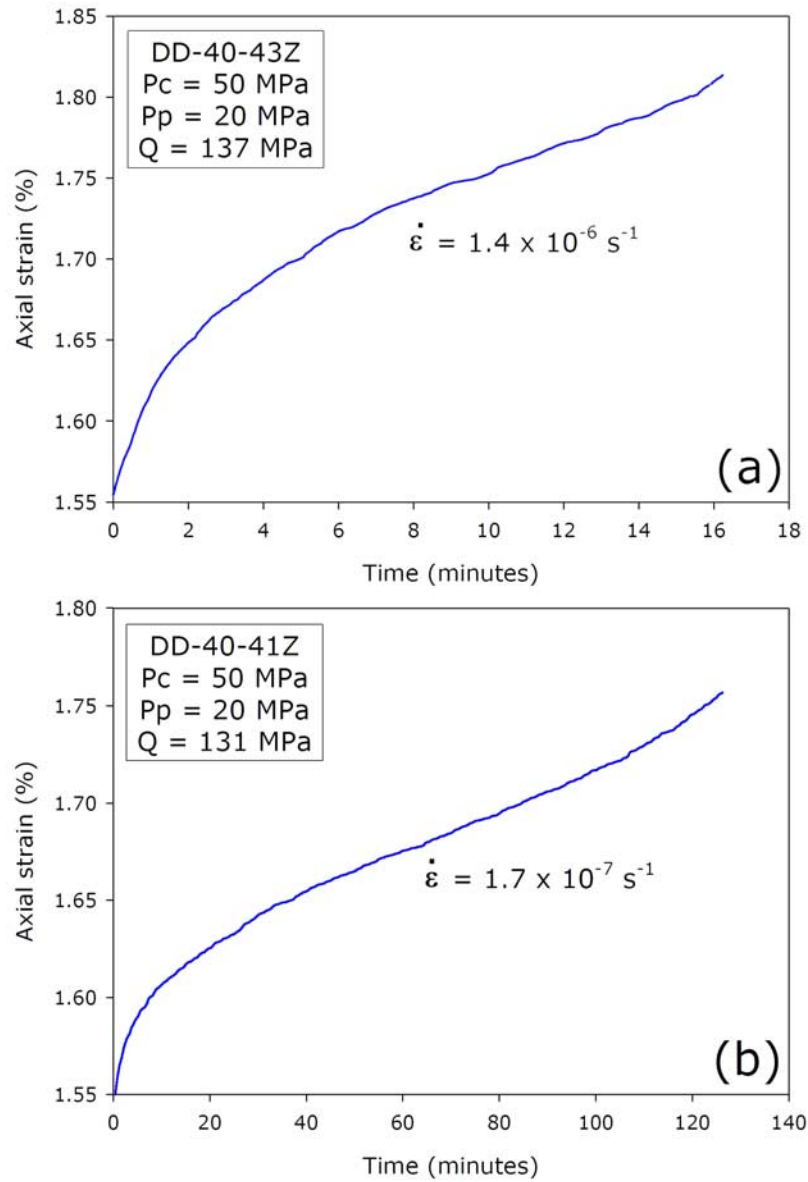 1.85
1.80
1.75
1.70
1.65
1.60
1.55
Axial strain (%)
DD-40-43Z
Pc = 50 MPa
Pp = 20 MPa
Q = 137 MPa
ε̇ = 1.4 x 10⁻⁶ s⁻¹
(a)
0 2 4 6 8 10 12 14 16 18
Time (minutes)
1.80
1.75
1.70
1.65
1.60
1.55
Axial strain (%)
DD-40-41Z
Pc = 50 MPa
Pp = 20 MPa
Q = 131 MPa
ε̇ = 1.7 x 10⁻⁷ s⁻¹
(b)
0 20 40 60 80 100 120 140
Time (minutes)